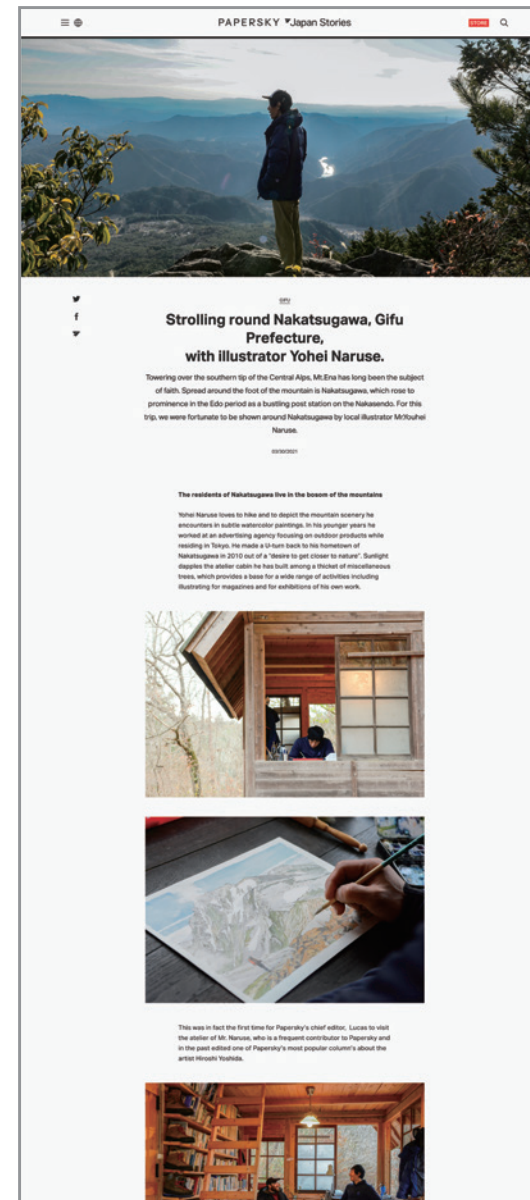 PAPERSKY Japan Stories
STORE
GIFU
Strolling round Nakatsugawa, Gifu
Prefecture,
with illustrator Yohei Naruse.
Towering over the southern tip of the Central Alps, Mt.Ena has long been the subject
of faith. Spread around the foot of the mountain is Nakatsugawa, which rose to
prominence in the Edo period as a bustling post station on the Nakasendo. For this
trip, we were fortunate to be shown around Nakatsugawa by local illustrator Mr.Youhei
Naruse.
03/30/2021
The residents of Nakatsugawa live in the bosom of the mountains
Yohei Naruse loves to hike and to depict the mountain scenery he
encounters in subtle watercolor paintings. In his younger years he
worked at an advertising agency focusing on outdoor products while
residing in Tokyo. He made a U-turn back to his hometown of
Nakatsugawa in 2010 out of a "desire to get closer to nature". Sunlight
dapples the atelier cabin he has built among a thicket of miscellaneous
trees, which provides a base for a wide range of activities including
illustrating for magazines and for exhibitions of his own work.
This was in fact the first time for Papersky's chief editor, Lucas to visit
the atelier of Mr. Naruse, who is a frequent contributor to Papersky and
in the past edited one of Papersky's most popular column's about the
artist Hiroshi Yoshida.